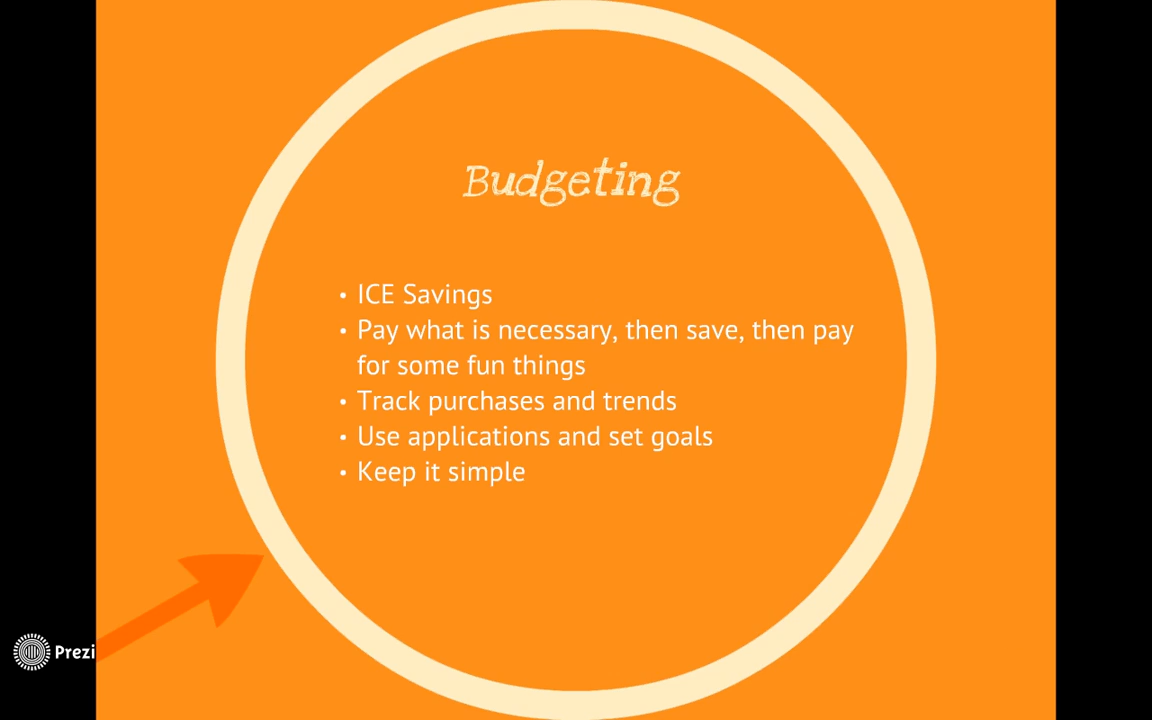 Budgeting
• ICE Savings
• Pay what is necessary, then save, then pay
for some fun things
• Track purchases and trends
• Use applications and set goals
• Keep it simple
Prezi